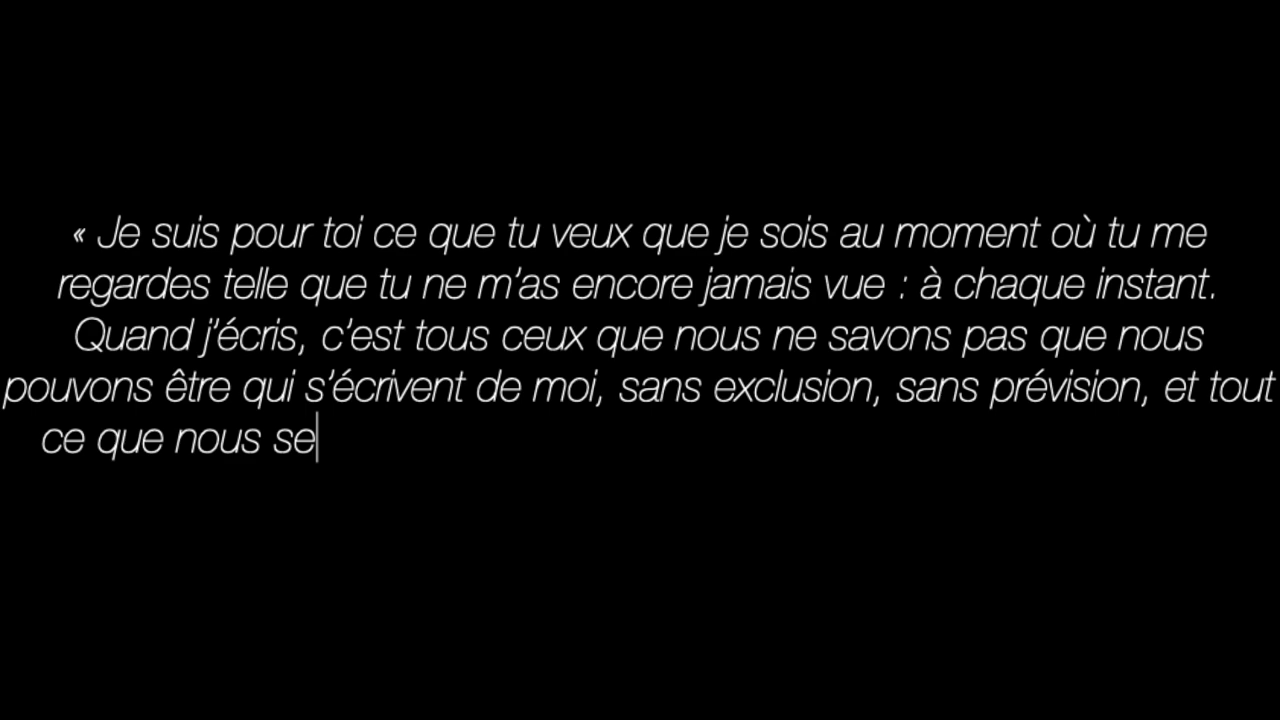 « Je suis pour toi ce que tu veux que je sois au moment où tu me
regardes telle que tu ne m’as encore jamais vue : à chaque instant.
Quand j’écris, c’est tous ceux que nous ne savons pas que nous
pouvons être qui s’écrivent de moi, sans exclusion, sans prévision, et tout
ce que nous se